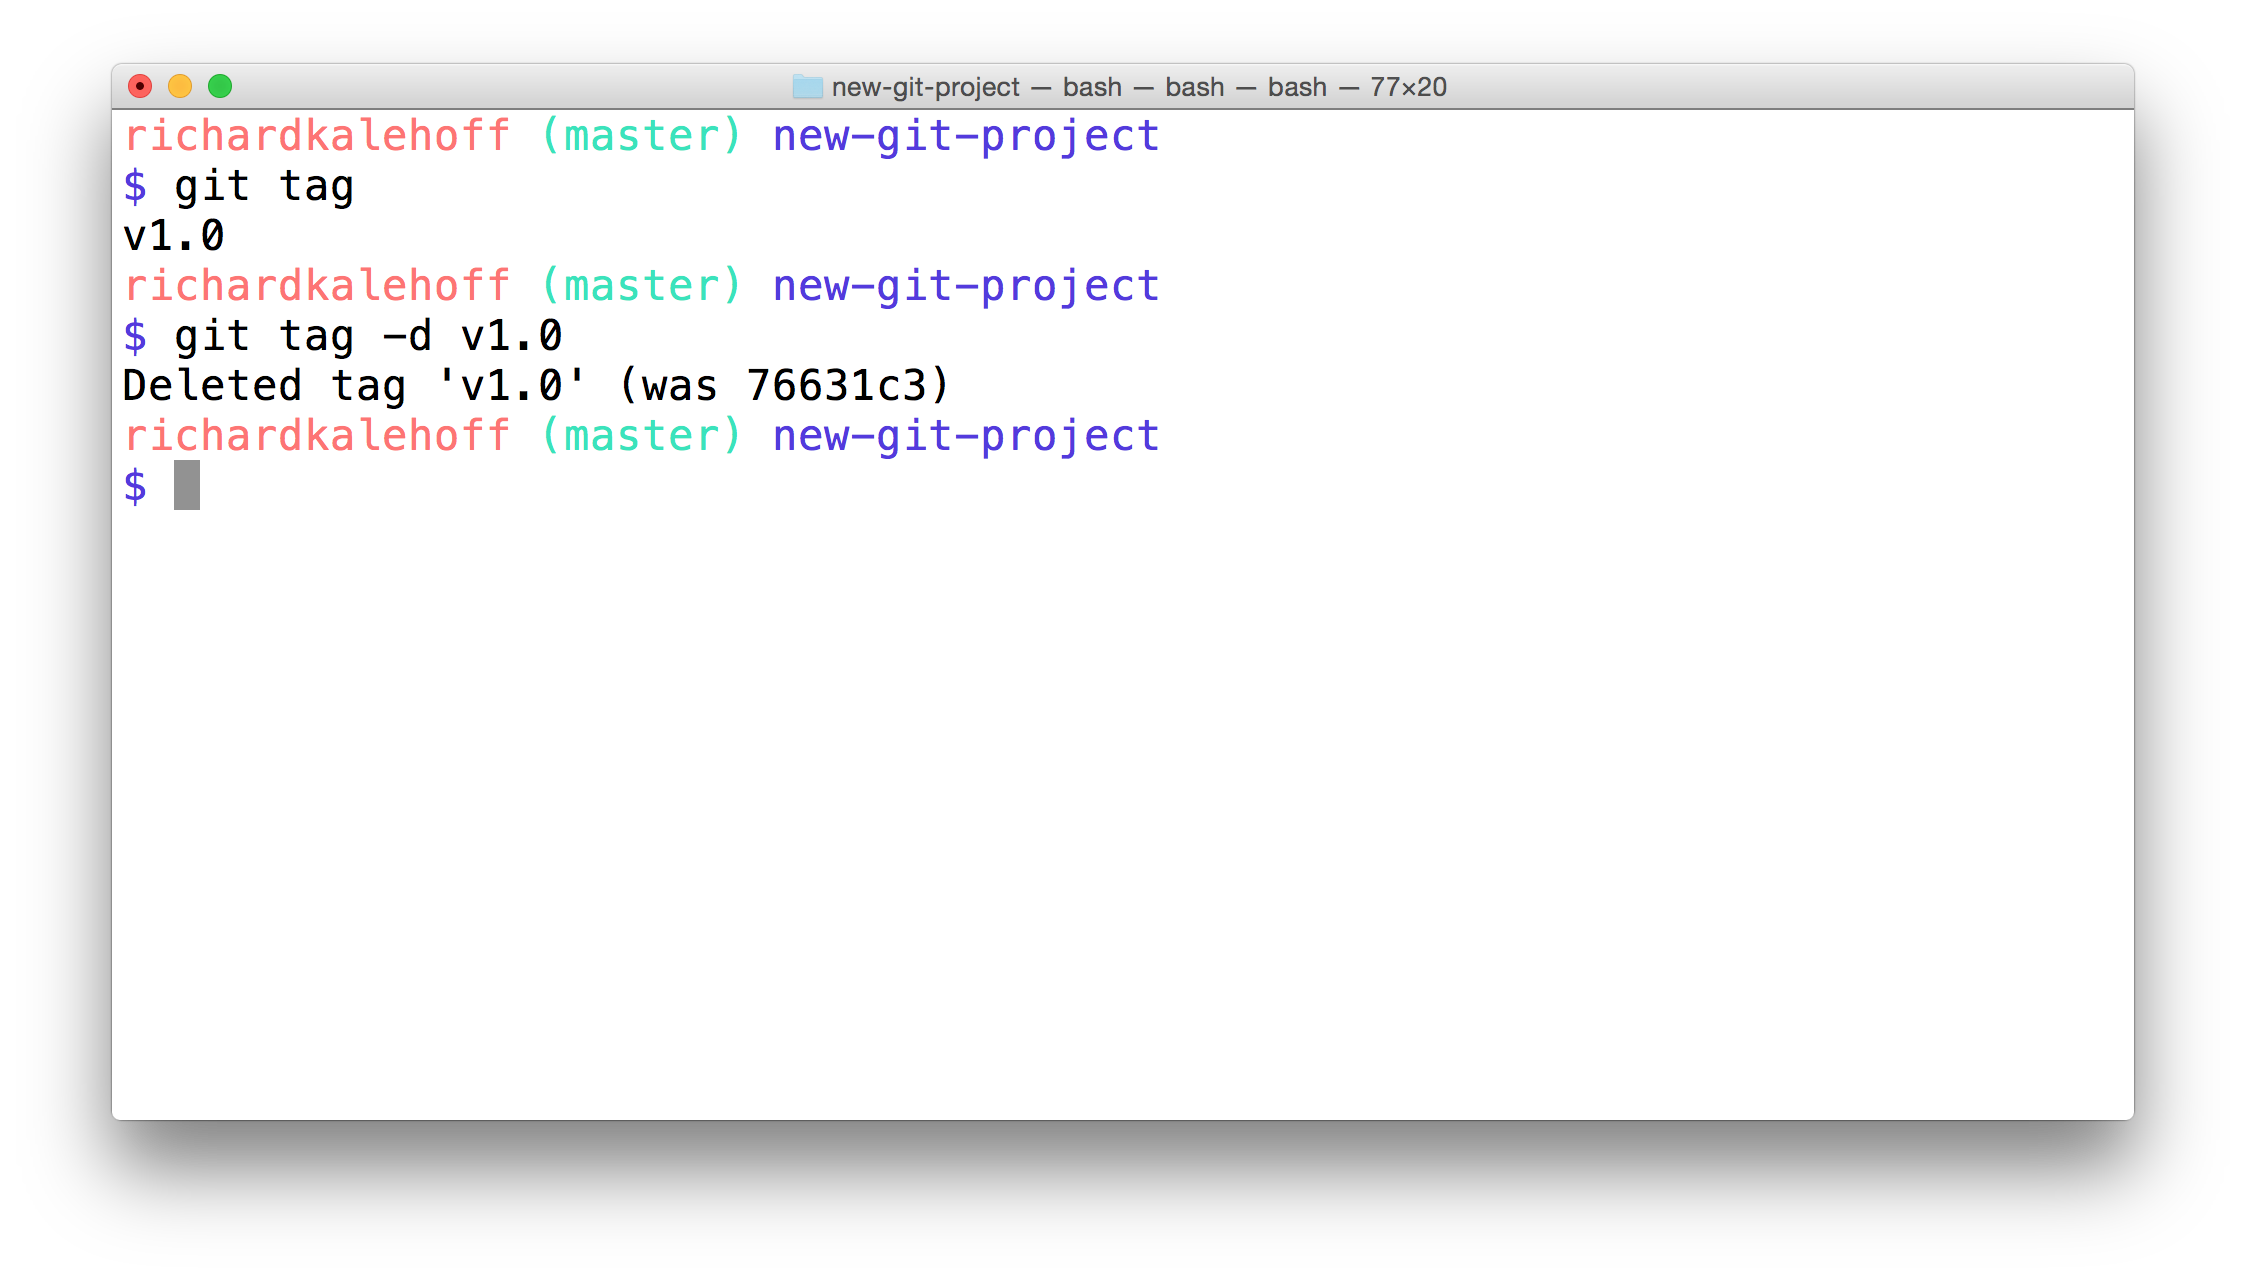 new-git-project — bash — bash — bash — 77×20
richardkalehoff (master) new-git-project
$ git tag
v1.0
richardkalehoff (master) new-git-project
$ git tag -d v1.0
Deleted tag 'v1.0' (was 76631c3)
richardkalehoff (master) new-git-project
$